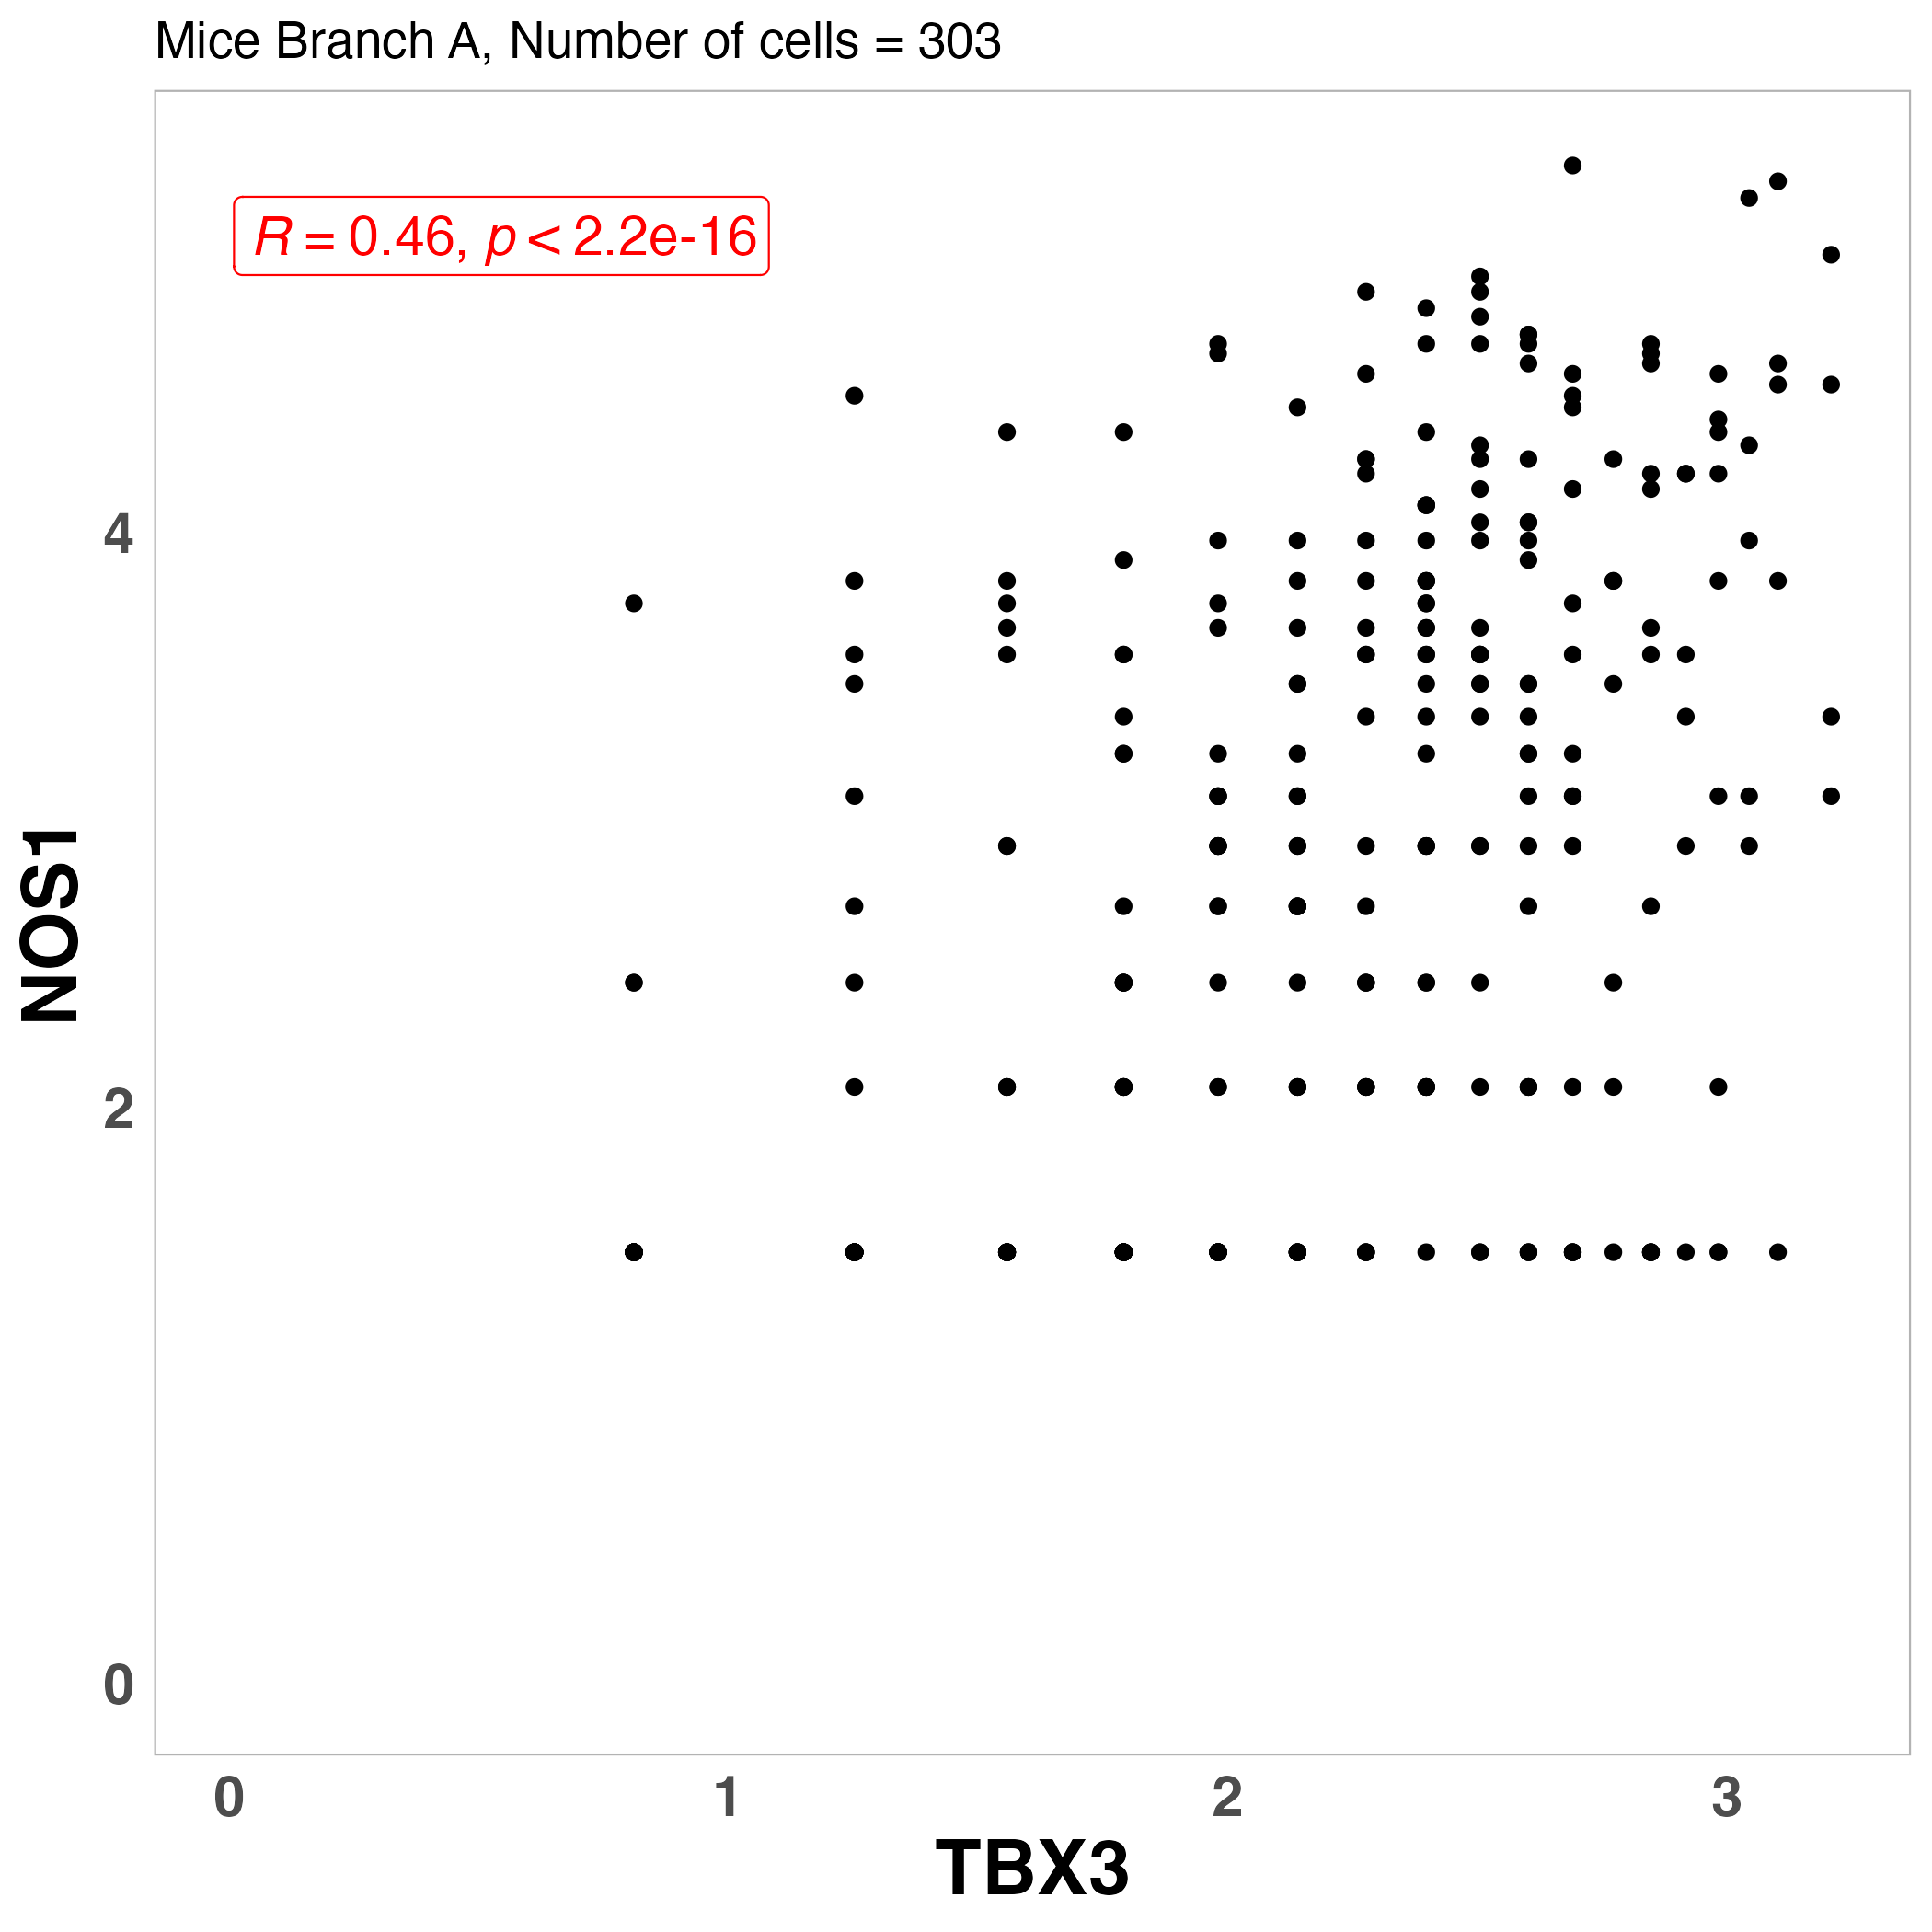 Mice Branch A, Number of cells = 303
R = 0.46, p < 2.2e-16
4
2
0
NOS1
0 1 2 3
TBX3